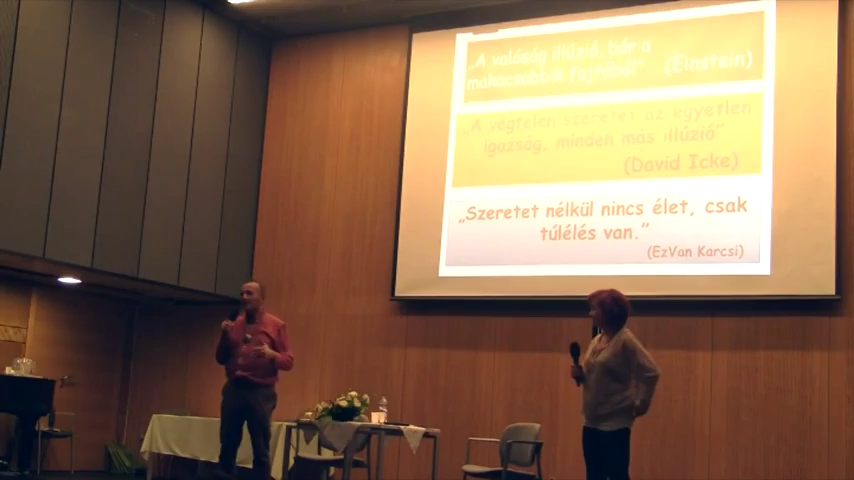 „A valóság illúzió, bár a
makacsabbik fajtából” (Einstein)
„A végtelen szeretet az egyetlen
igazság, minden más illúzió”
(David Icke)
„Szeretet nélkül nincs élet, csak
túlélés van.”
(EzVan Karcsi)